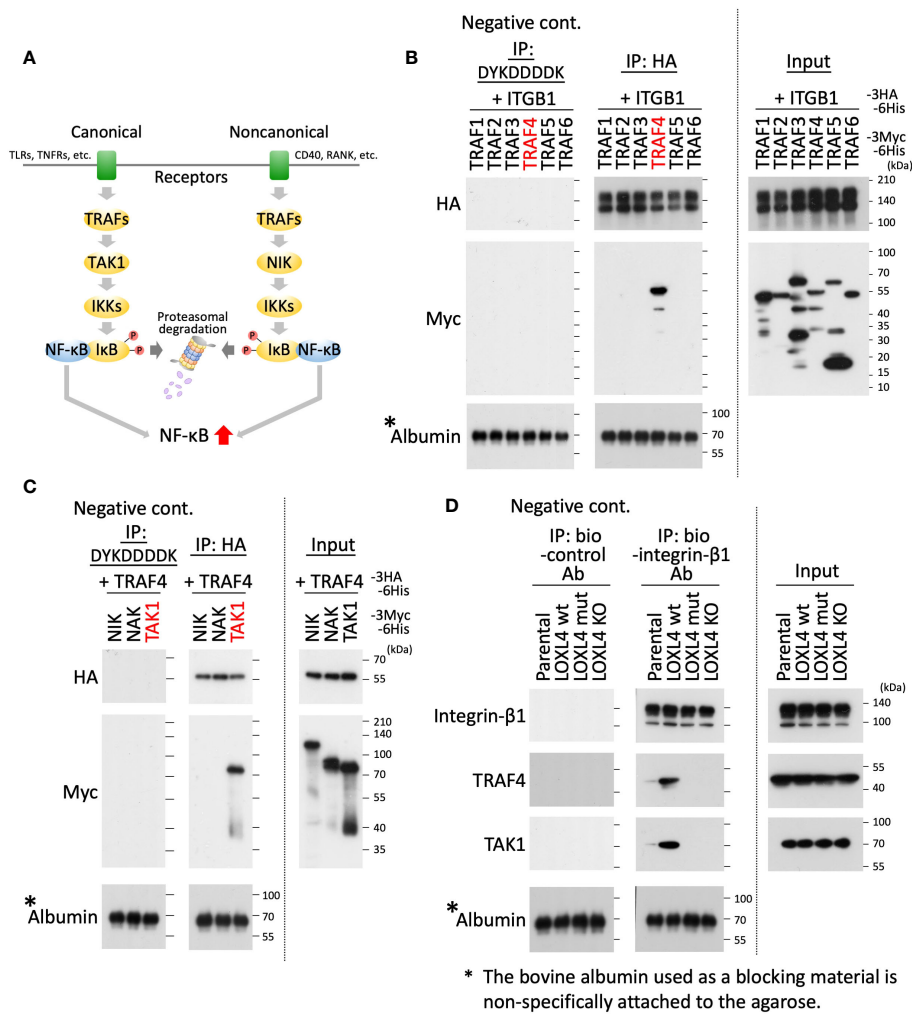 A
Canonical
Noncanonical
TLRs, TNFRs, etc.
CD40, RANK, etc.
Receptors
TRAFs
TRAFs
TAK1
NIK
IKKs
IKKs
Proteasomal
degradation
P
P
P
P
NF-κB
IκB
IκB
NF-κB
NF-κB
B
Negative cont.
IP:
DYKDDDDK
IP: HA
Input
+ ITGB1
+ ITGB1
+ ITGB1
-3HA
-6His
TRAF1
TRAF2
TRAF3
TRAF4
TRAF5
TRAF6
TRAF1
TRAF2
TRAF3
TRAF4
TRAF5
TRAF6
TRAF1
TRAF2
TRAF3
TRAF4
TRAF5
TRAF6
-3Myc
-6His
(kDa)
HA
210
140
100
Myc
100
70
55
40
35
30
20
15
10
*Albumin
100
70
55
C
Negative cont.
IP:
DYKDDDDK
IP: HA
Input
+ TRAF4
+ TRAF4
+ TRAF4
-3HA
-6His
NIK
NAK
TAK1
NIK
NAK
TAK1
NIK
NAK
TAK1
-3Myc
-6His
(kDa)
HA
70
55
Myc
210
140
100
70
55
40
35
*Albumin
100
70
55
D
Negative cont.
IP: bio
-control
Ab
IP: bio
-integrin-β1
Ab
Input
Parental
LOXL4 wt
LOXL4 mut
LOXL4 KO
Parental
LOXL4 wt
LOXL4 mut
LOXL4 KO
Parental
LOXL4 wt
LOXL4 mut
LOXL4 KO
(kDa)
Integrin-β1
140
100
TRAF4
55
40
TAK1
100
70
55
*Albumin
100
70
55
* The bovine albumin used as a blocking material is
non-specifically attached to the agarose.